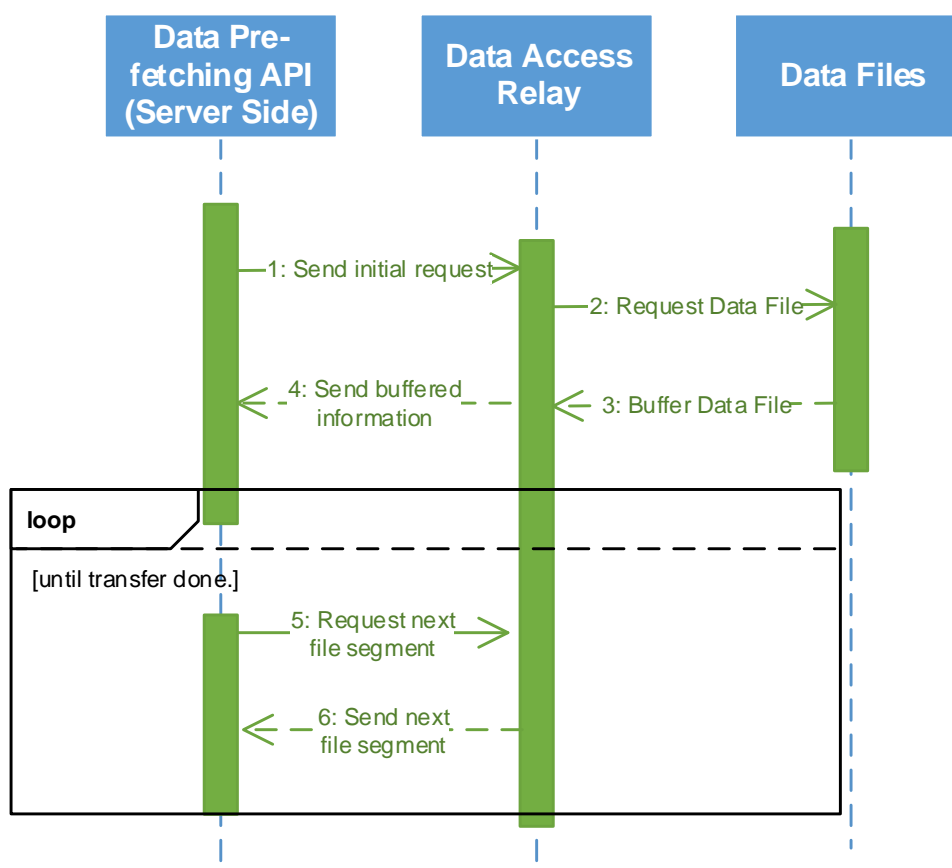 Data Pre-
fetching API
(Server Side)
Data Access
Relay
Data Files
1: Send initial request
2: Request Data File
4: Send buffered
information
3: Buffer Data File
loop
[until transfer done.]
5: Request next
file segment
6: Send next
file segment